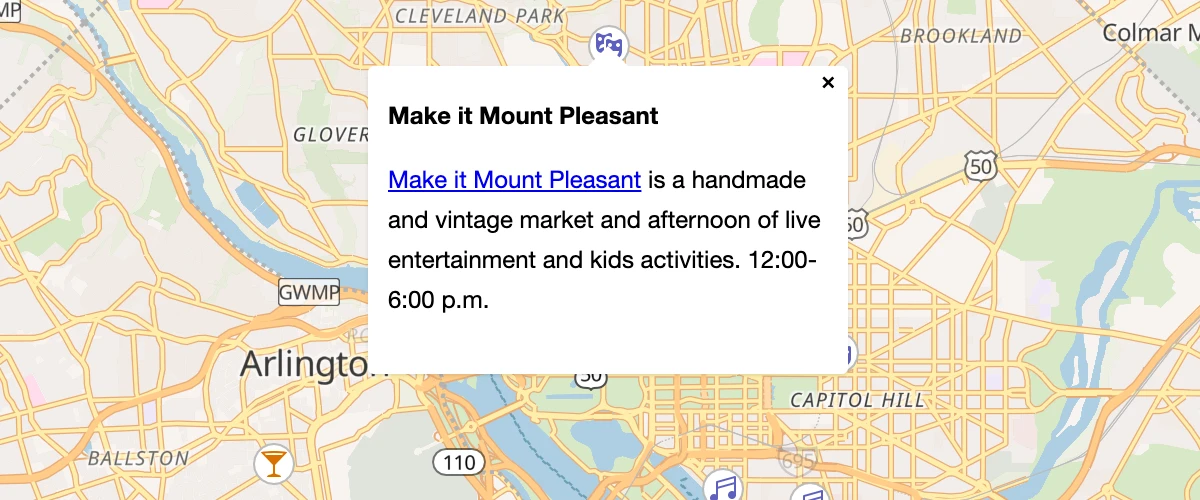 MP
CLEVELAND PARK
BROOKLAND
Colmar M
GLOVER
Make it Mount Pleasant
Make it Mount Pleasant is a handmade
and vintage market and afternoon of live
entertainment and kids activities. 12:00-
6:00 p.m.
50
50
GWMP
Arlington
50
CAPITOL HILL
BALLSTON
110
695